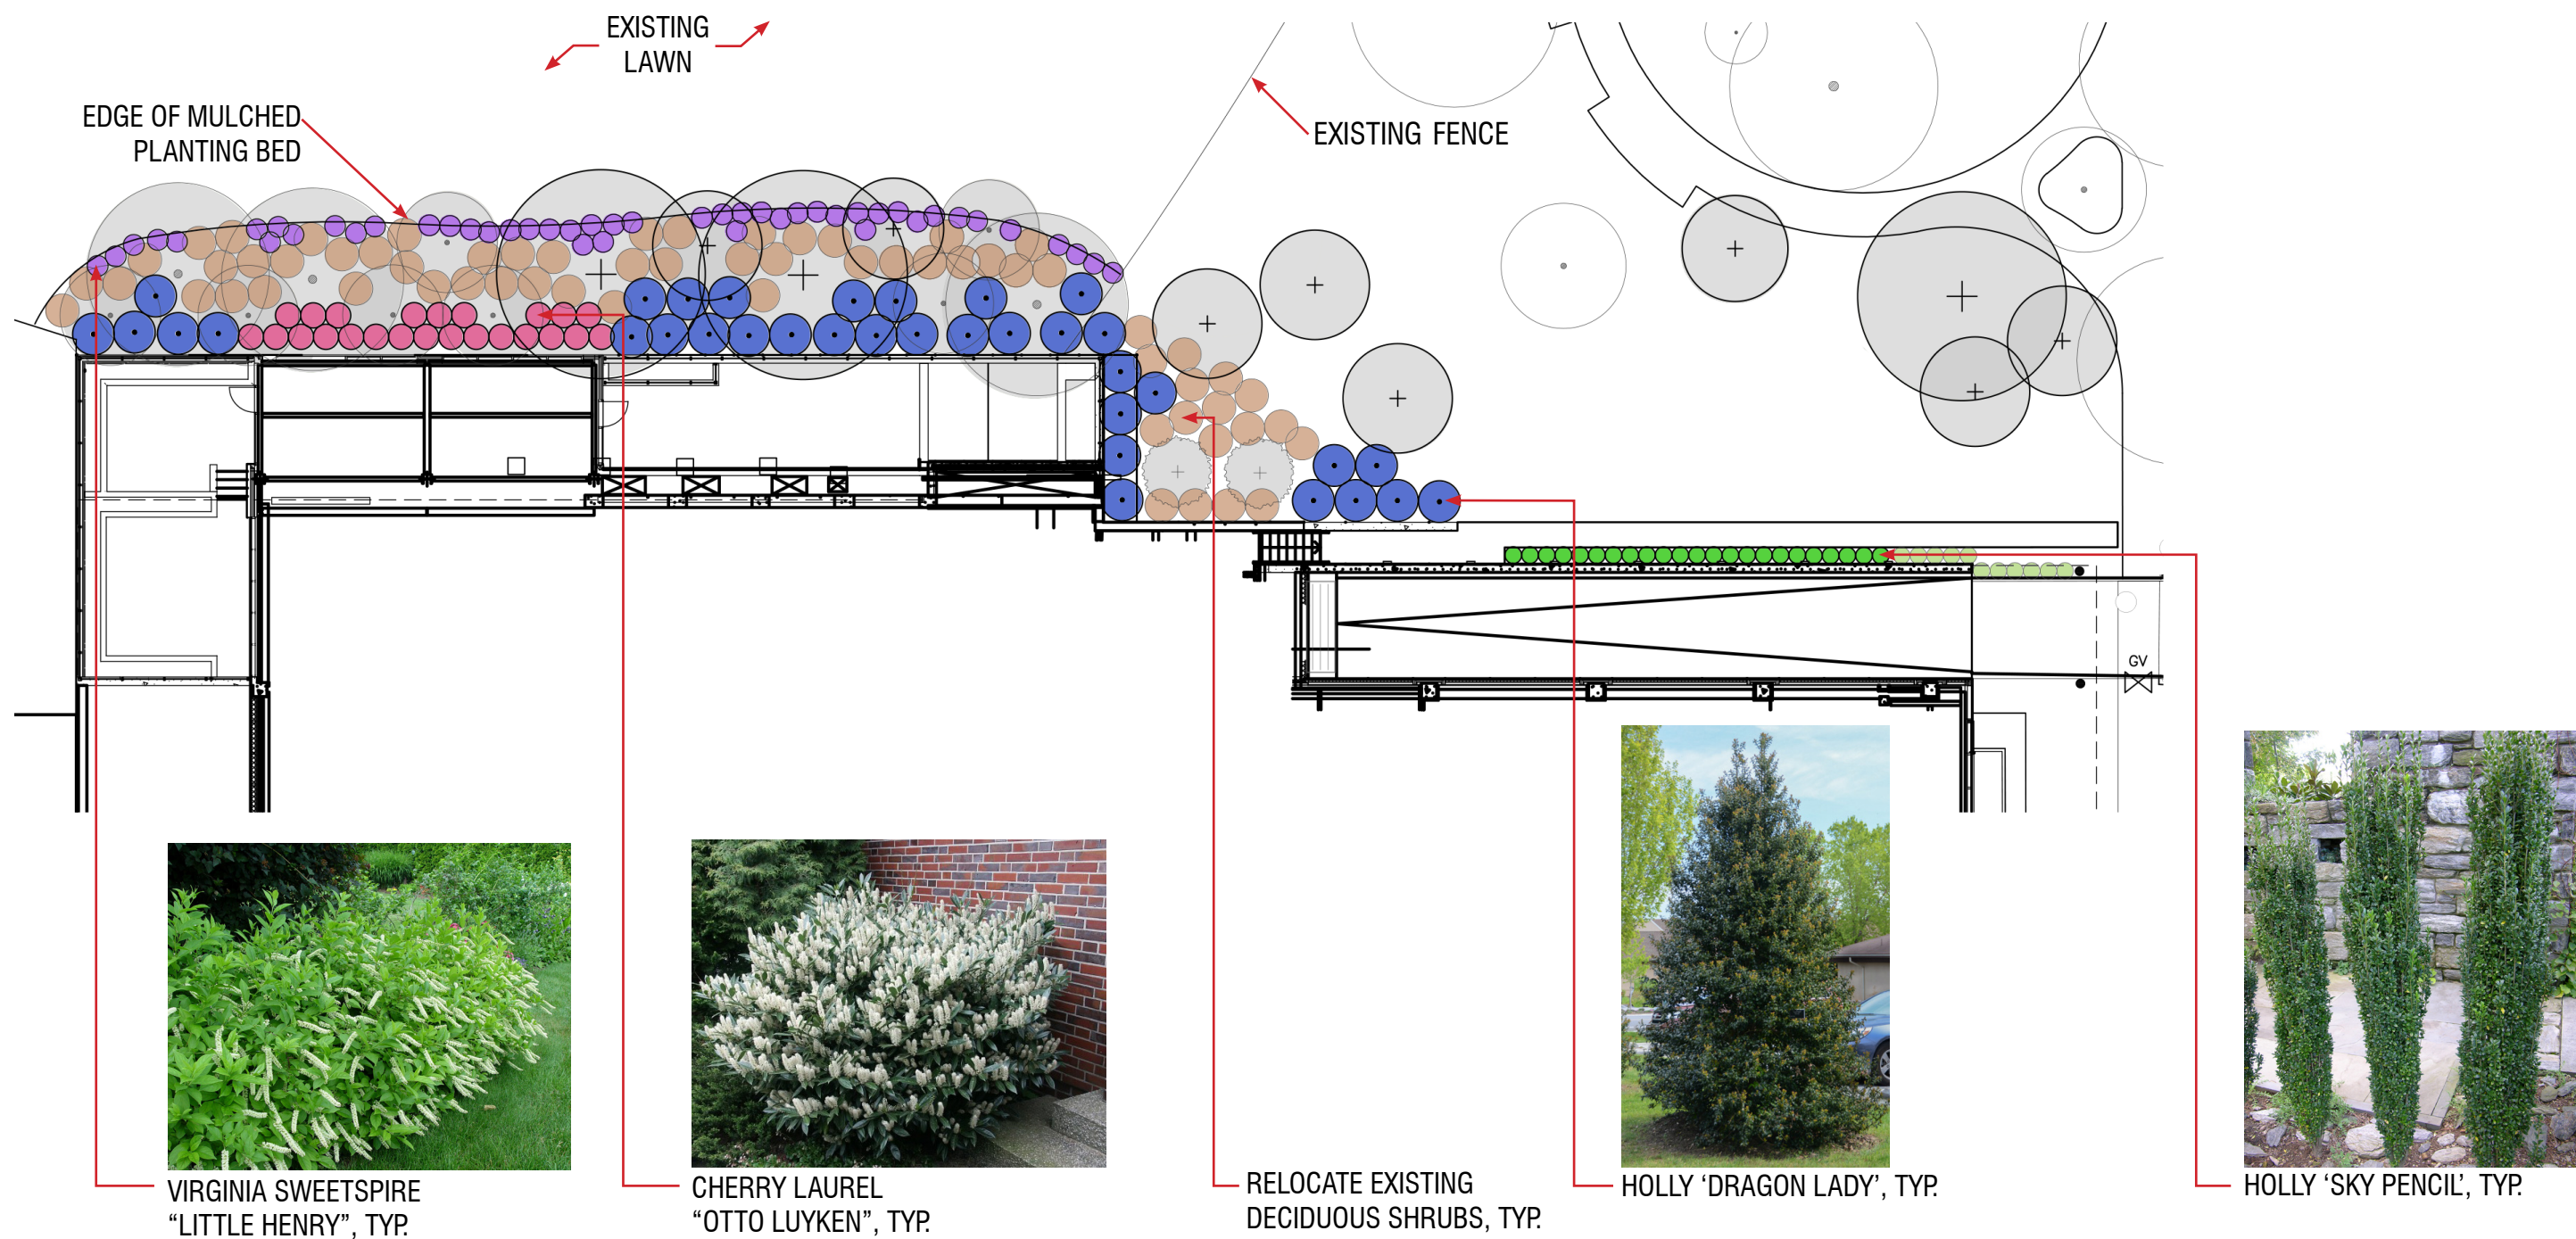 EXISTING
LAWN
EDGE OF MULCHED
PLANTING BED
EXISTING FENCE
GV
VIRGINIA SWEETSPIRE
“LITTLE HENRY”, TYP.
CHERRY LAUREL
“OTTO LUYKEN”, TYP.
RELOCATE EXISTING
DECIDUOUS SHRUBS, TYP.
HOLLY ‘DRAGON LADY’, TYP.
HOLLY ‘SKY PENCIL’, TYP.